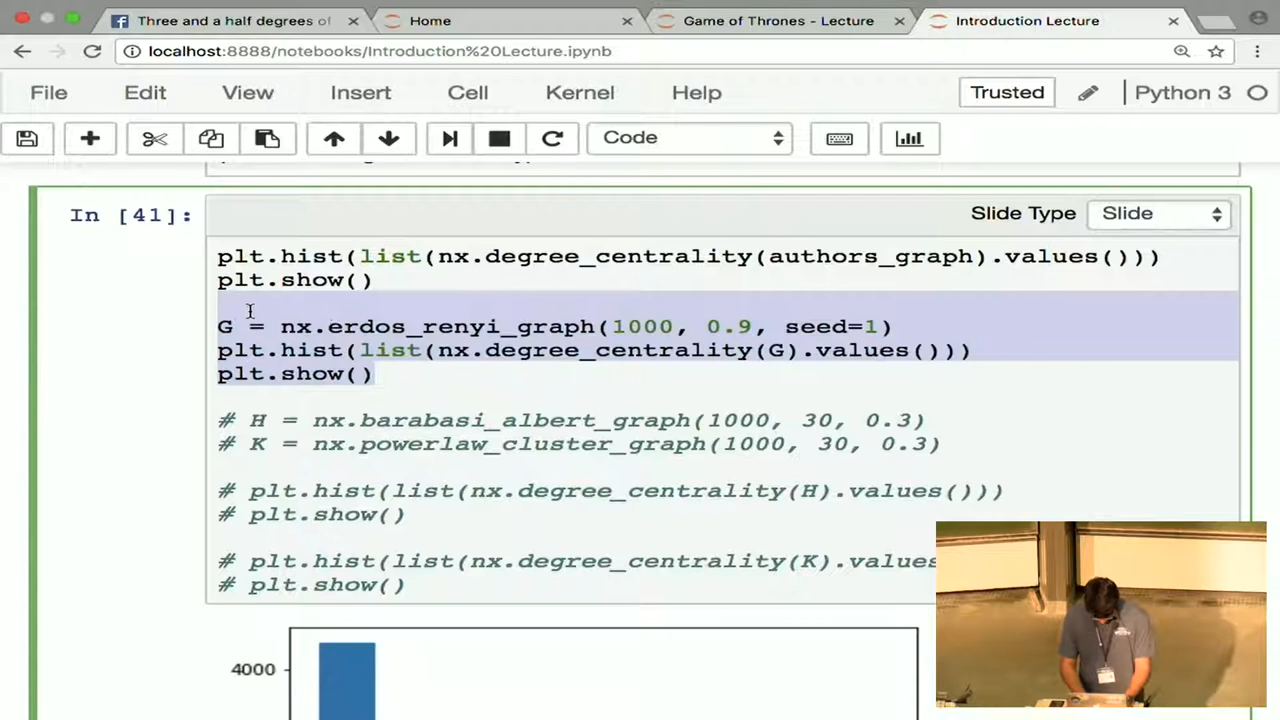 Three and a half degrees of
Home
Game of Thrones - Lecture
Introduction Lecture
localhost:8888/notebooks/Introduction%20Lecture.ipynb
File Edit View Insert Cell Kernel Help Trusted Python 3
Code
In [41]:
Slide Type Slide
plt.hist(list(nx.degree_centrality(authors_graph).values()))
plt.show()
G = nx.erdos_renyi_graph(1000, 0.9, seed=1)
plt.hist(list(nx.degree_centrality(G).values()))
plt.show()
# H = nx.barabasi_albert_graph(1000, 30, 0.3)
# K = nx.powerlaw_cluster_graph(1000, 30, 0.3)
# plt.hist(list(nx.degree_centrality(H).values()))
# plt.show()
# plt.hist(list(nx.degree_centrality(K).values
# plt.show()
4000